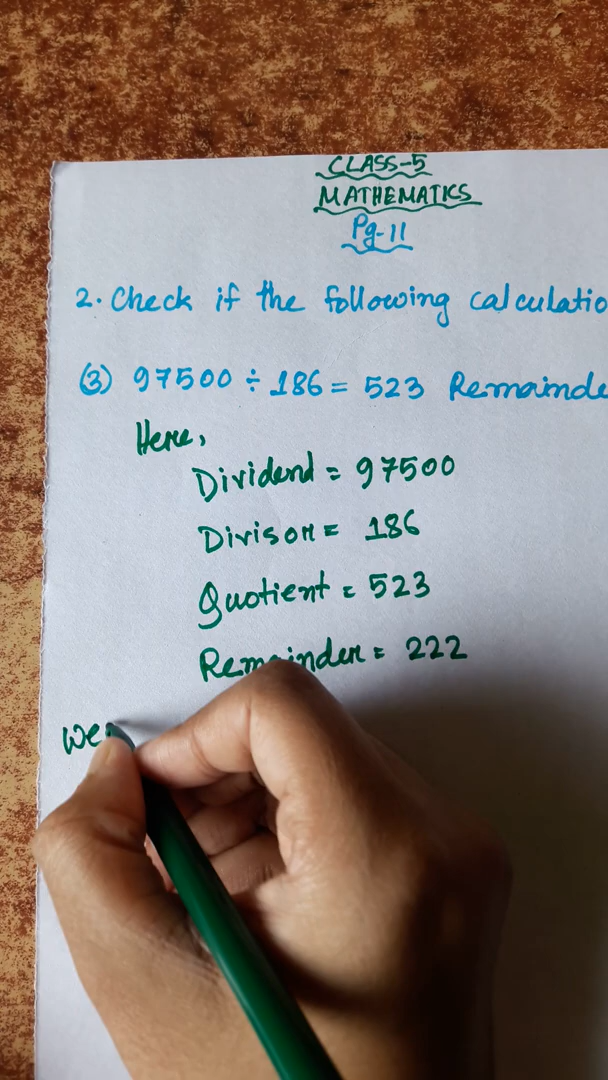 CLASS-5
MATHEMATICS
Pg-11
2. Check if the following calculatio
(3) 97500 ÷ 186 = 523 Remainde
Here,
Dividend = 97500
Divisor = 186
Quotient = 523
Remainder = 222
We